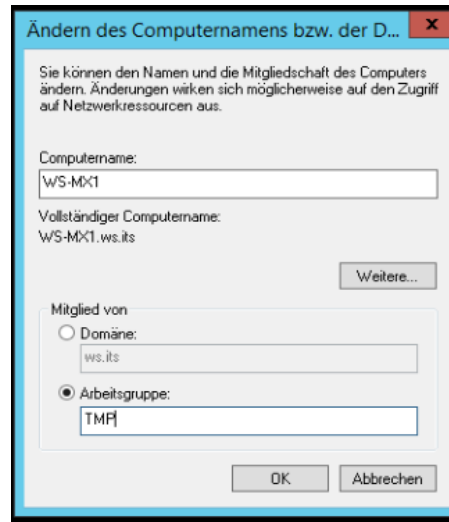 Ändern des Computernamens bzw. der D...
x
Sie können den Namen und die Mitgliedschaft des Computers
ändern. Änderungen wirken sich möglicherweise auf den Zugriff
auf Netzwerkressourcen aus.
Computername:
WS-MX1
Vollständiger Computername:
WS-MX1.ws.its
Weitere...
Mitglied von
Domäne:
ws.its
Arbeitsgruppe:
TMP
OK
Abbrechen